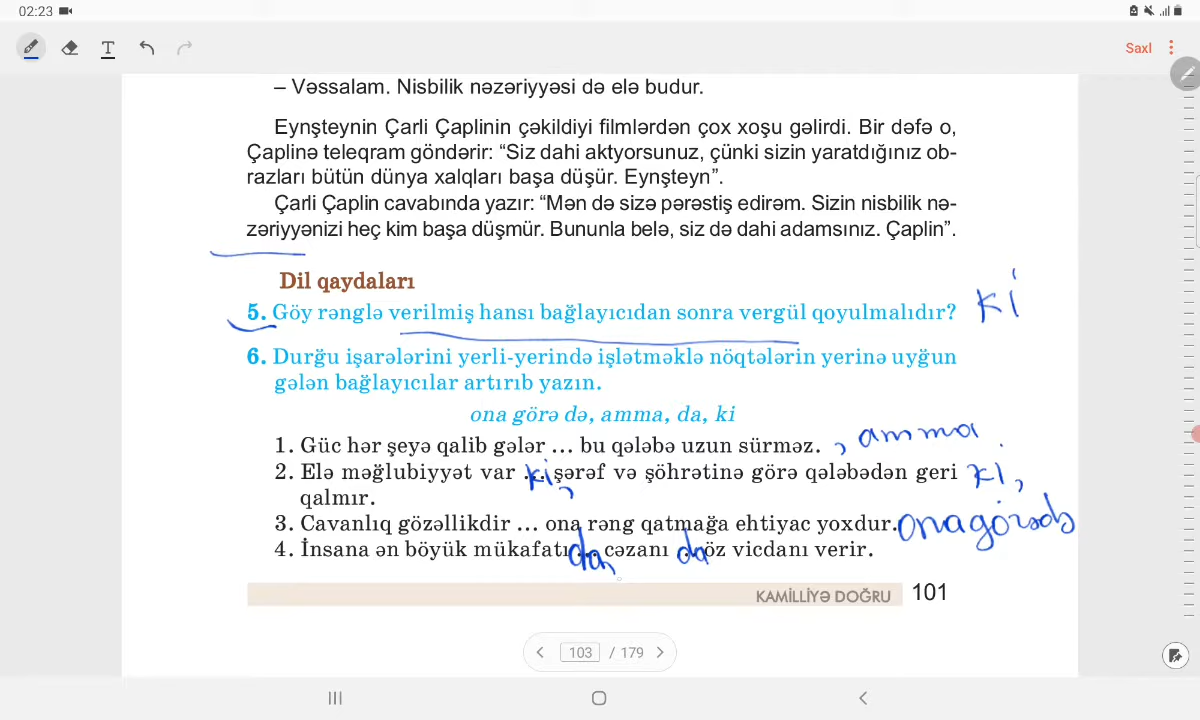 02:23
Saxl
– Vəssalam. Nisbilik nəzəriyyəsi də elə budur.
Eynşteynin Çarli Çaplinin çəkildiyi filmlərdən çox xoşu gəlirdi. Bir dəfə o,
Çaplinə teleqram göndərir: “Siz dahi aktyorsunuz, çünki sizin yaratdığınız ob-
razları bütün dünya xalqları başa düşür. Eynşteyn”.
Çarli Çaplin cavabında yazır: “Mən də sizə pərəstiş edirəm. Sizin nisbilik nə-
zəriyyənizi heç kim başa düşmür. Bununla belə, siz də dahi adamsınız. Çaplin”.
Dil qaydaları
5. Göy rənglə verilmiş hansı bağlayıcıdan sonra vergül qoyulmalıdır? ki
6. Durğu işarələrini yerli-yerində işlətməklə nöqtələrin yerinə uyğun
gələn bağlayıcılar artırıb yazın.
ona görə də, amma, da, ki
1. Güc hər şeyə qalib gələr ... bu qələbə uzun sürməz. , amma
2. Elə məğlubiyyət var ki, şərəf və şöhrətinə görə qələbədən geri ki,
qalmır.
3. Cavanlıq gözəllikdir ... ona rəng qatmağa ehtiyac yoxdur. ona görə də
4. İnsana ən böyük mükafatı da, cəzanı da öz vicdanı verir.
KAMİLLİYƏ DOĞRU 101
103 / 179